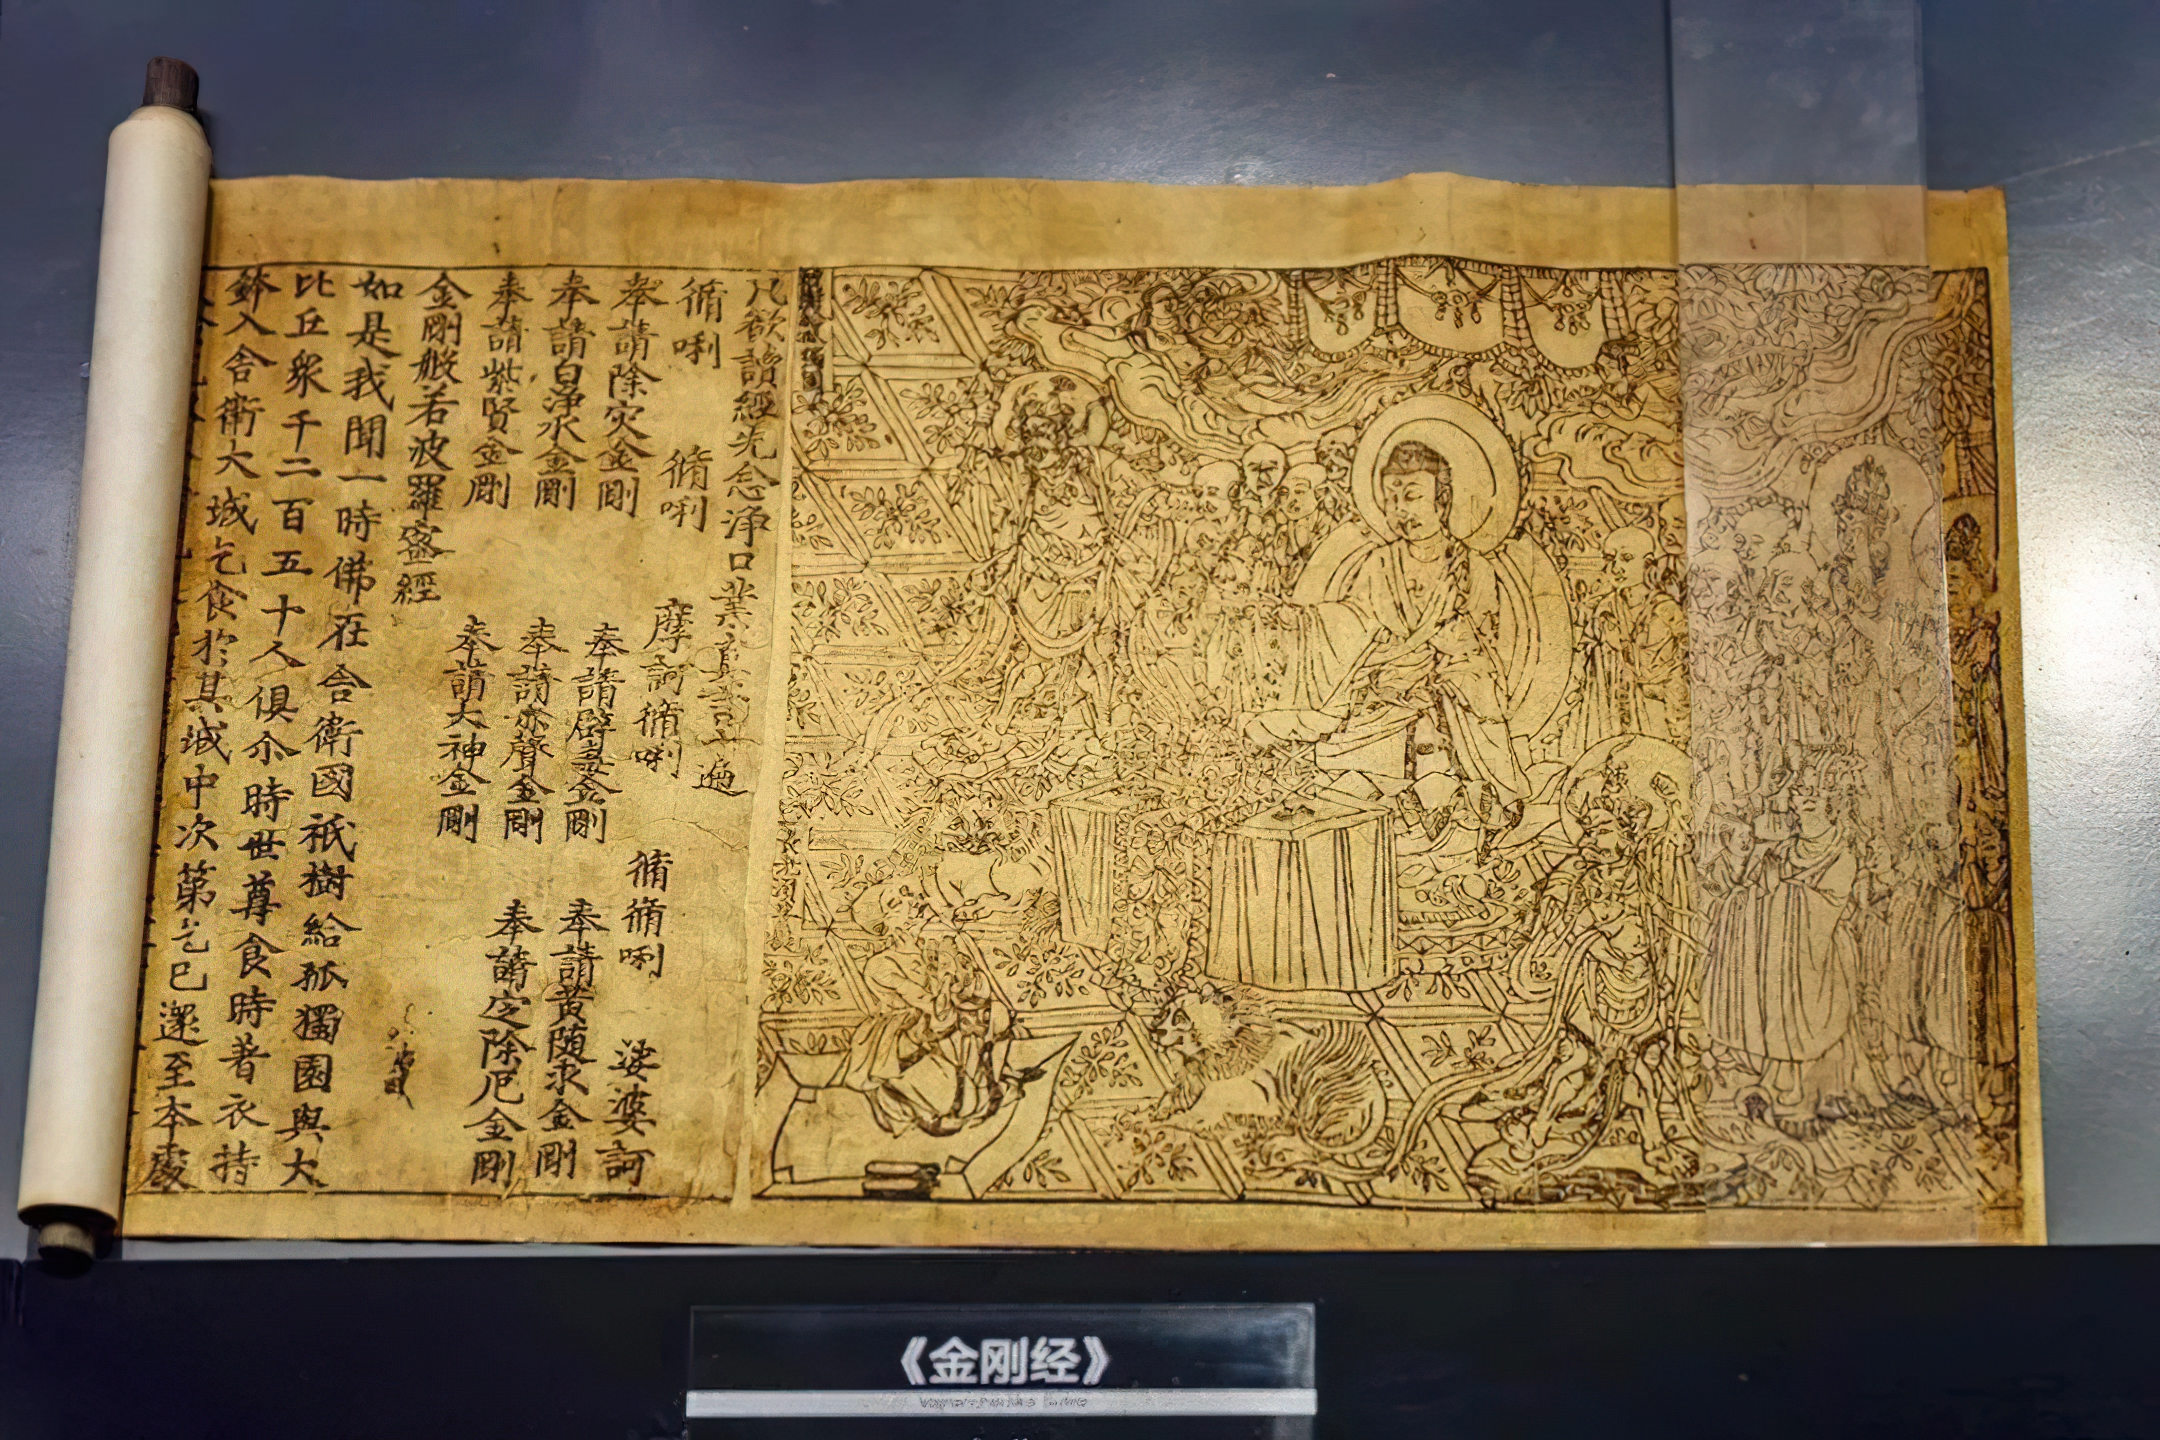 凡欲讀經先念淨口業真言一遍
脩唎 脩唎 摩訶脩唎 脩脩唎 娑婆訶
奉請除灾金剛 奉請辟毒金剛 奉請黃隨求金剛
奉請白淨水金剛 奉請赤聲金剛 奉請定除厄金剛
奉請紫賢金剛 奉請大神金剛
金剛般若波羅蜜經
如是我聞一時佛在舍衛國祇樹給孤獨園與大
比丘衆千二百五十人俱尒時世尊食時著衣持
鉢入舍衛大城乞食於其城中次第乞已還至本處
《金刚经》